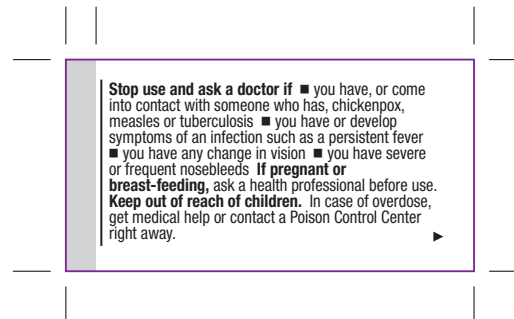 Stop use and ask a doctor if ■ you have, or come
into contact with someone who has, chickenpox,
measles or tuberculosis ■ you have or develop
symptoms of an infection such as a persistent fever
■ you have any change in vision ■ you have severe
or frequent nosebleeds If pregnant or
breast-feeding, ask a health professional before use.
Keep out of reach of children. In case of overdose,
get medical help or contact a Poison Control Center
right away. ►